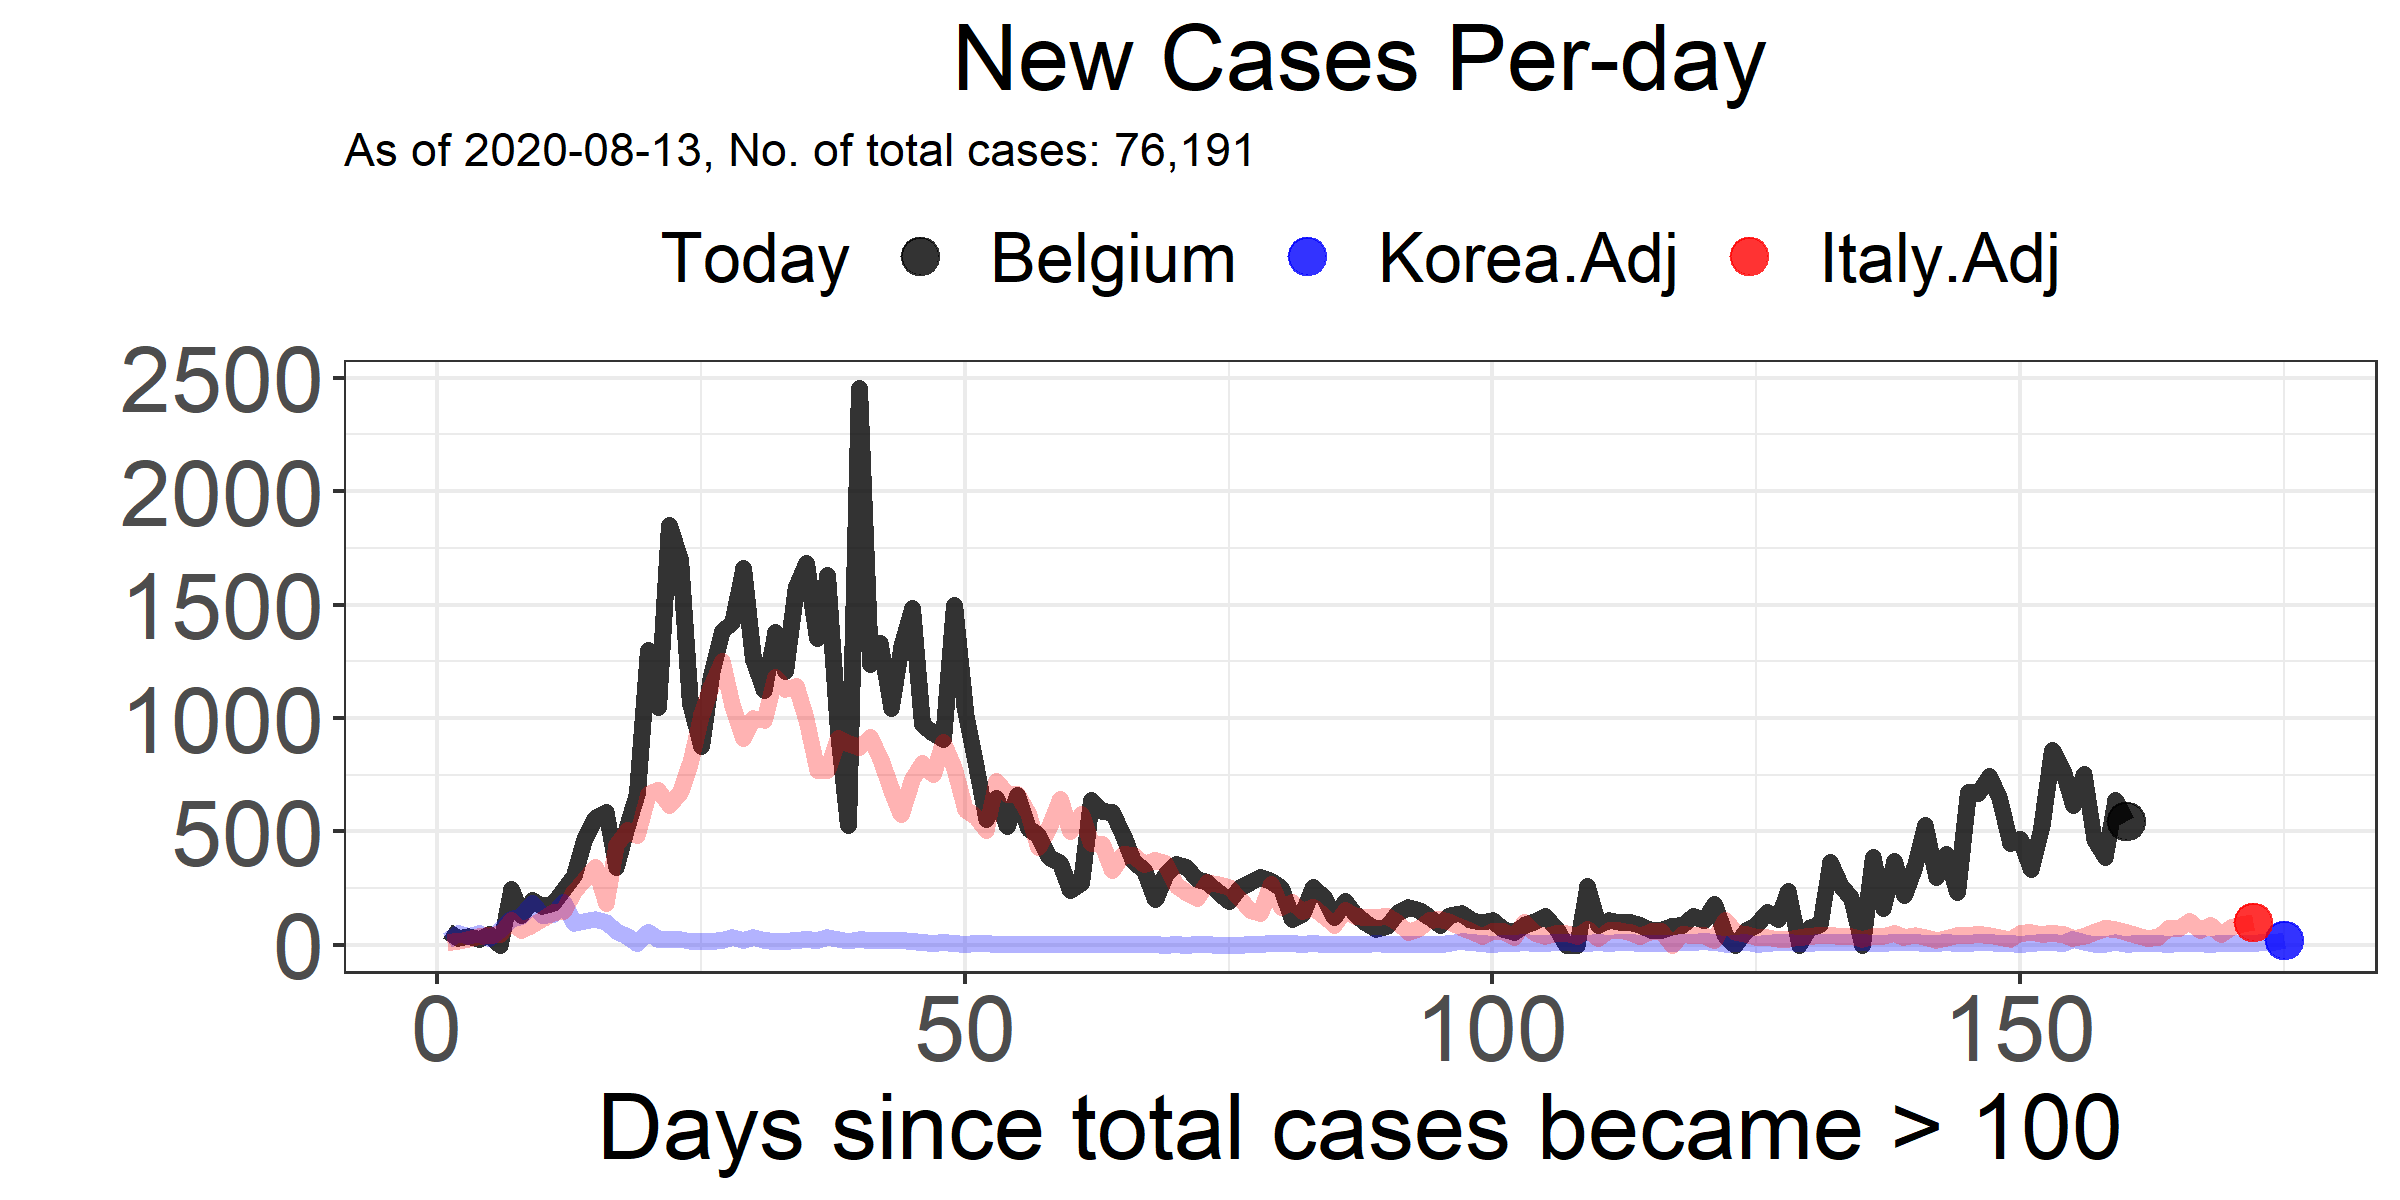 New Cases Per-day
As of 2020-08-13, No. of total cases: 76,191
Today Belgium Korea.Adj Italy.Adj
2500
2000
1500
1000
500
0
0 50 100 150
Days since total cases became > 100